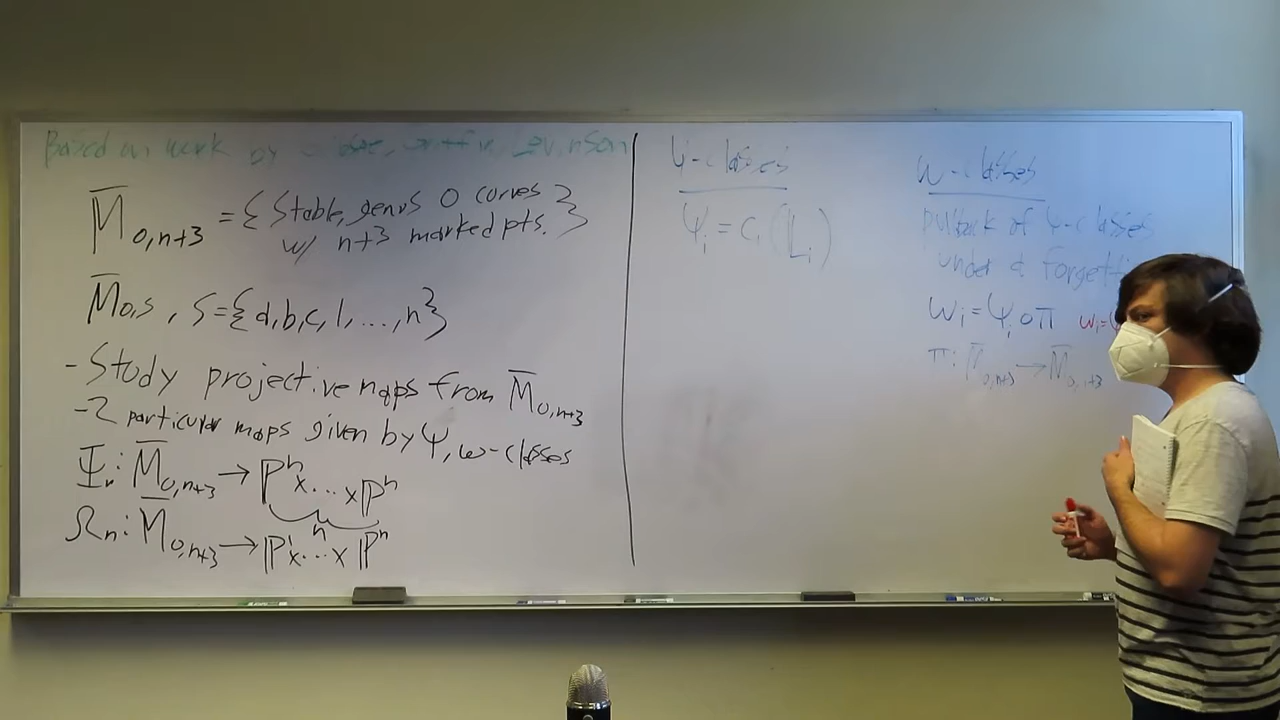 Based on work by
M̄0,n+3 = { Stable, genus 0 curves w/ n+3 marked pts. }
M̄0,S , S={a,b,c,1,...,n}
-Study projective maps from M̄0,n+3
-2 particular maps given by Ψ, ω-classes
Ψn: M̄0,n+3 → ℙⁿ x...x ℙⁿ
n
Ωn: M̄0,n+3 → ℙ¹ x...x ℙⁿ
Ψ-classes
Ψi = C1 (𝕃i)
ω-classes
pullback of Ψ-classes
under a
ωi = Ψi ∘ π ωi=
π: M̄0,n+3 → M̄0,i+3